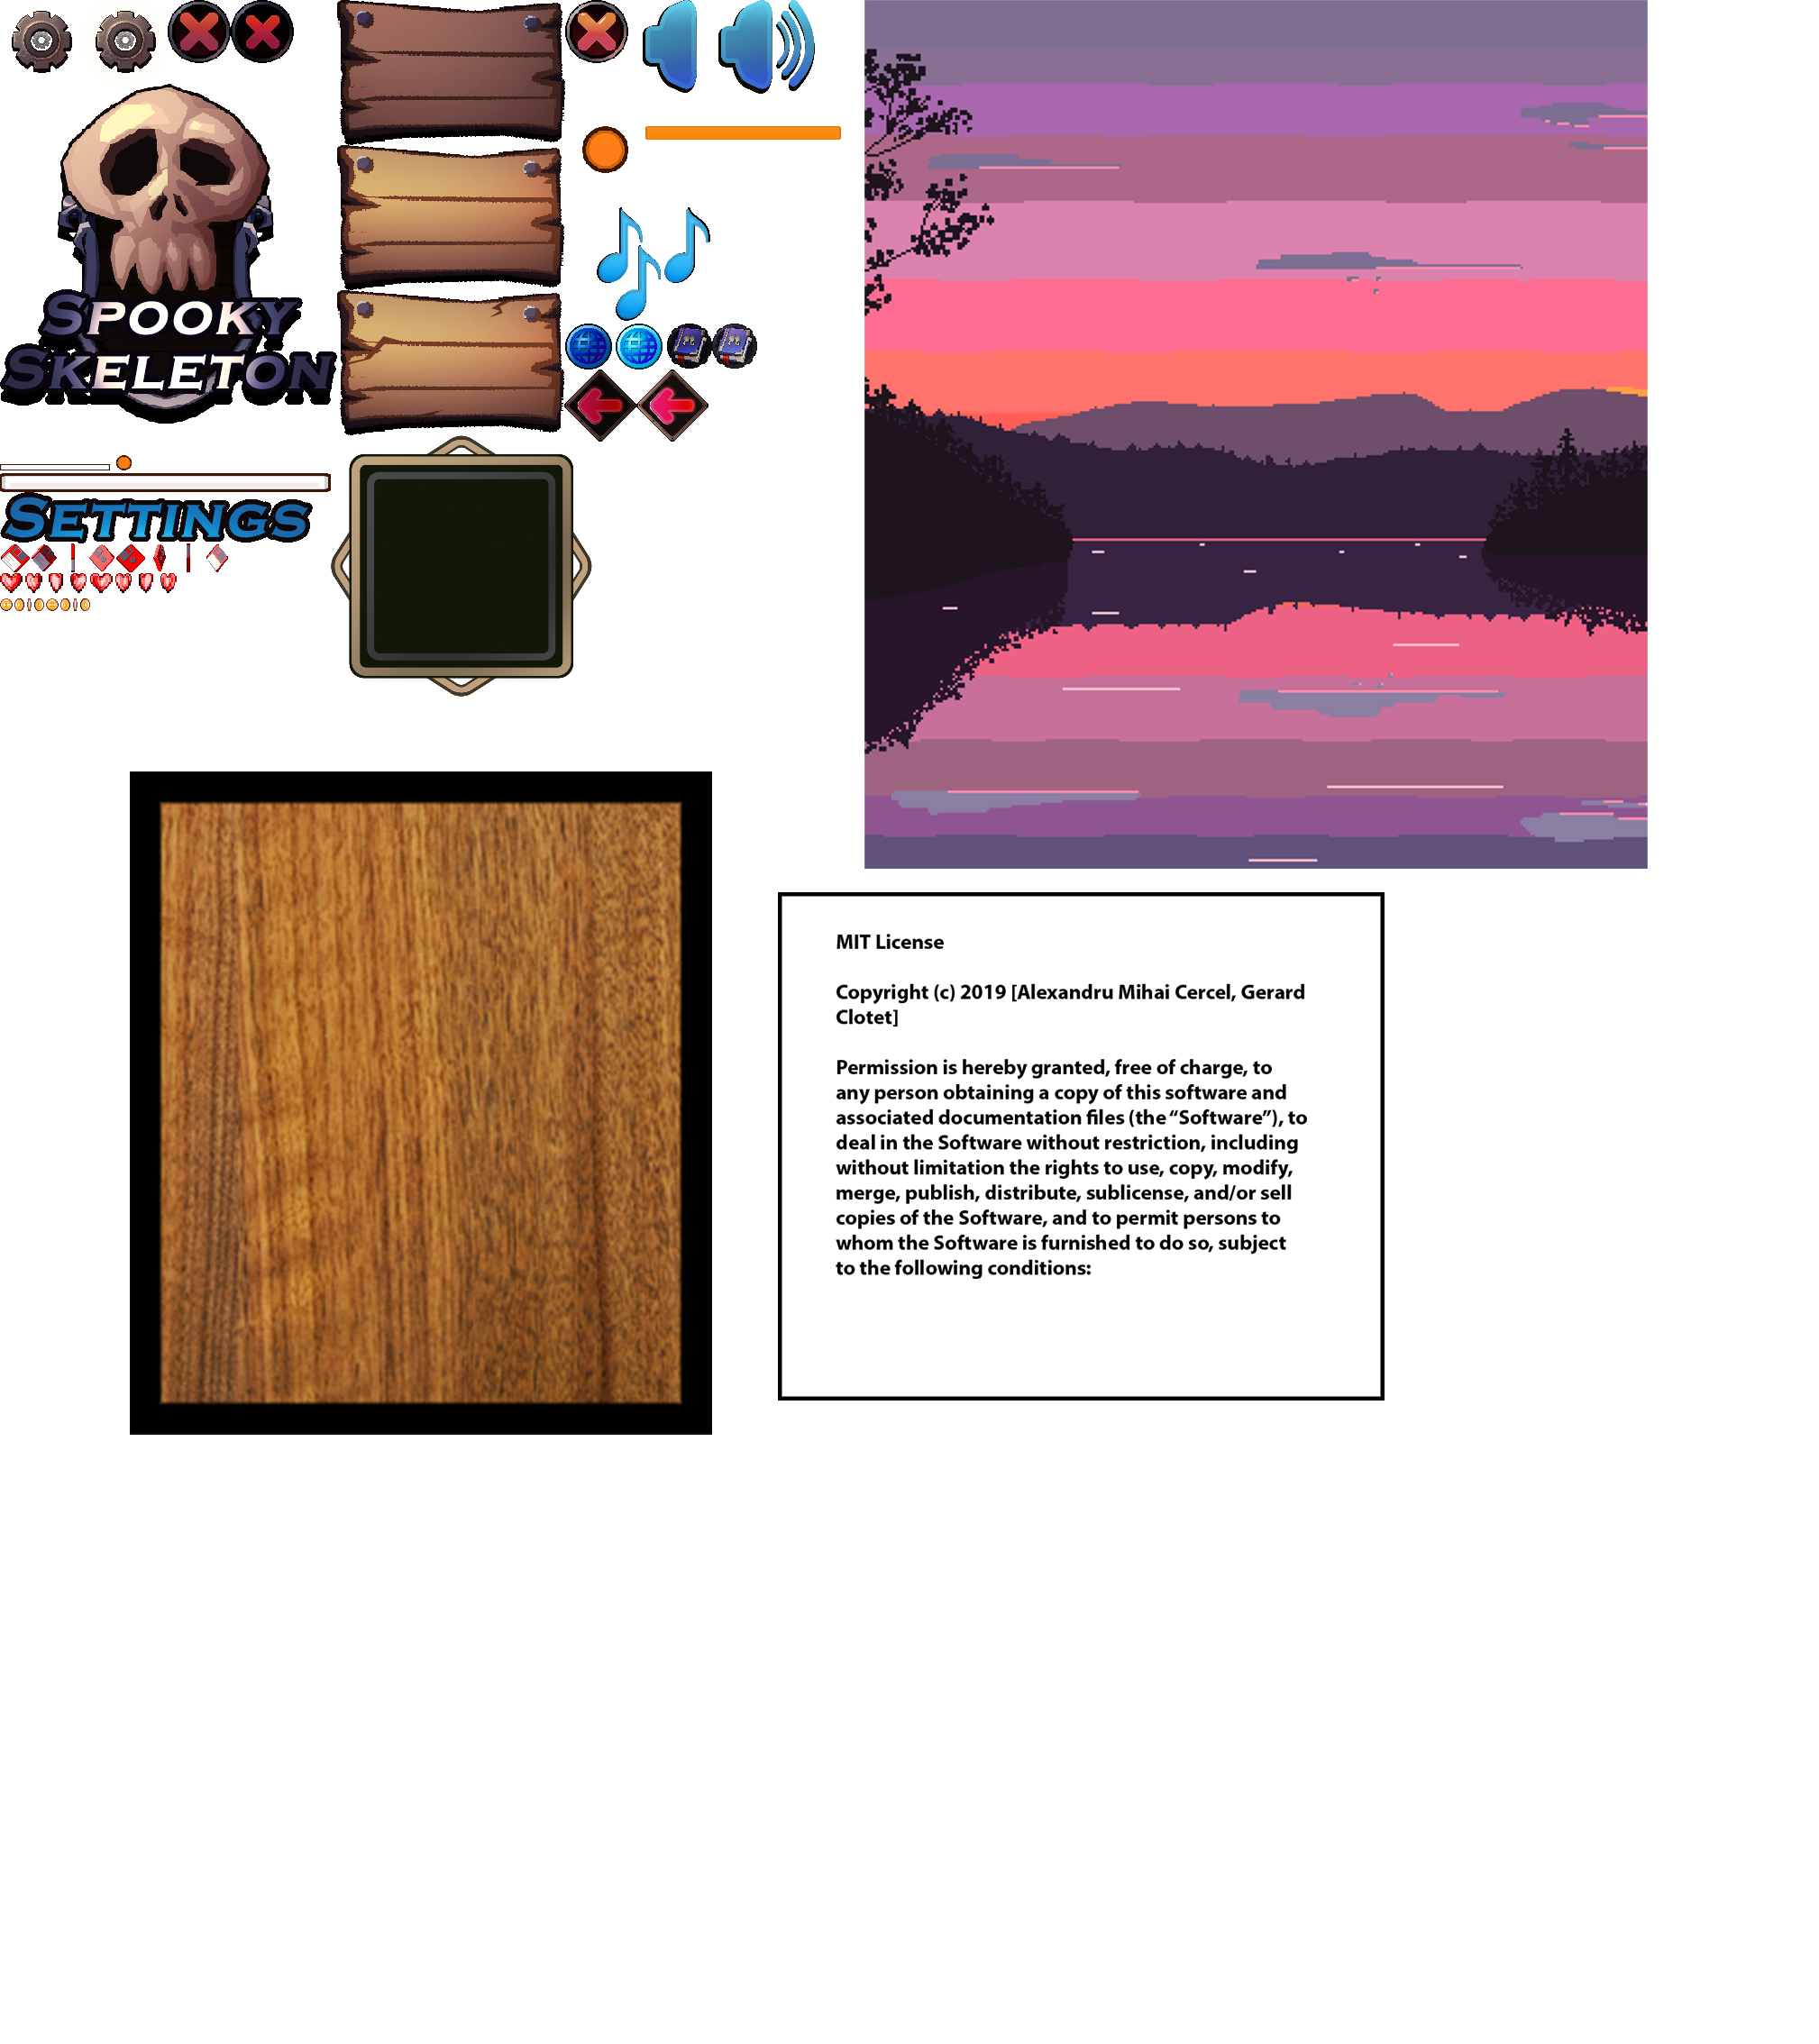 SPOOKY
SKELETON
SETTINGS
MIT License
Copyright (c) 2019 [Alexandru Mihai Cercel, Gerard
Clotet]
Permission is hereby granted, free of charge, to
any person obtaining a copy of this software and
associated documentation files (the “Software”), to
deal in the Software without restriction, including
without limitation the rights to use, copy, modify,
merge, publish, distribute, sublicense, and/or sell
copies of the Software, and to permit persons to
whom the Software is furnished to do so, subject
to the following conditions: